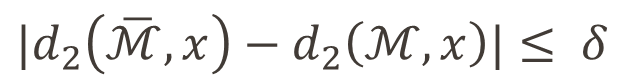 |d₂(ℳ̅, x) − d₂(ℳ, x)| ≤ δ